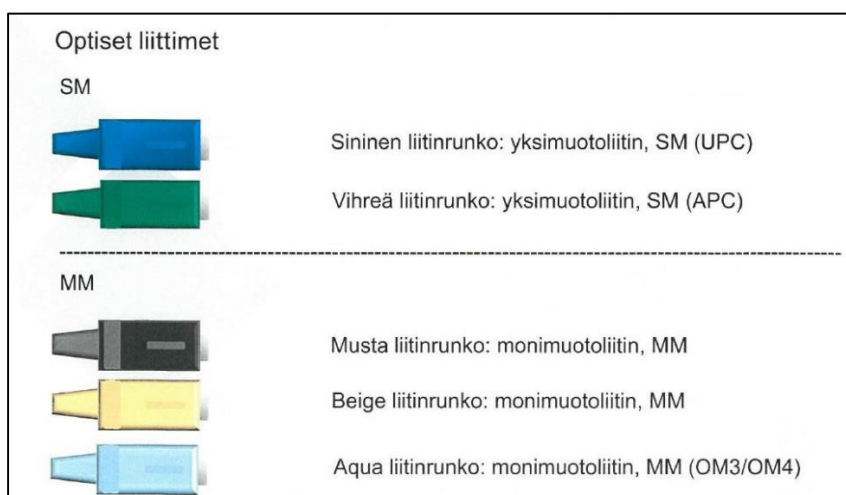 Optiset liittimet
SM
Sininen liitinrunko: yksimuotoliitin, SM (UPC)
Vihreä liitinrunko: yksimuotoliitin, SM (APC)
MM
Musta liitinrunko: monimuotoliitin, MM
Beige liitinrunko: monimuotoliitin, MM
Aqua liitinrunko: monimuotoliitin, MM (OM3/OM4)